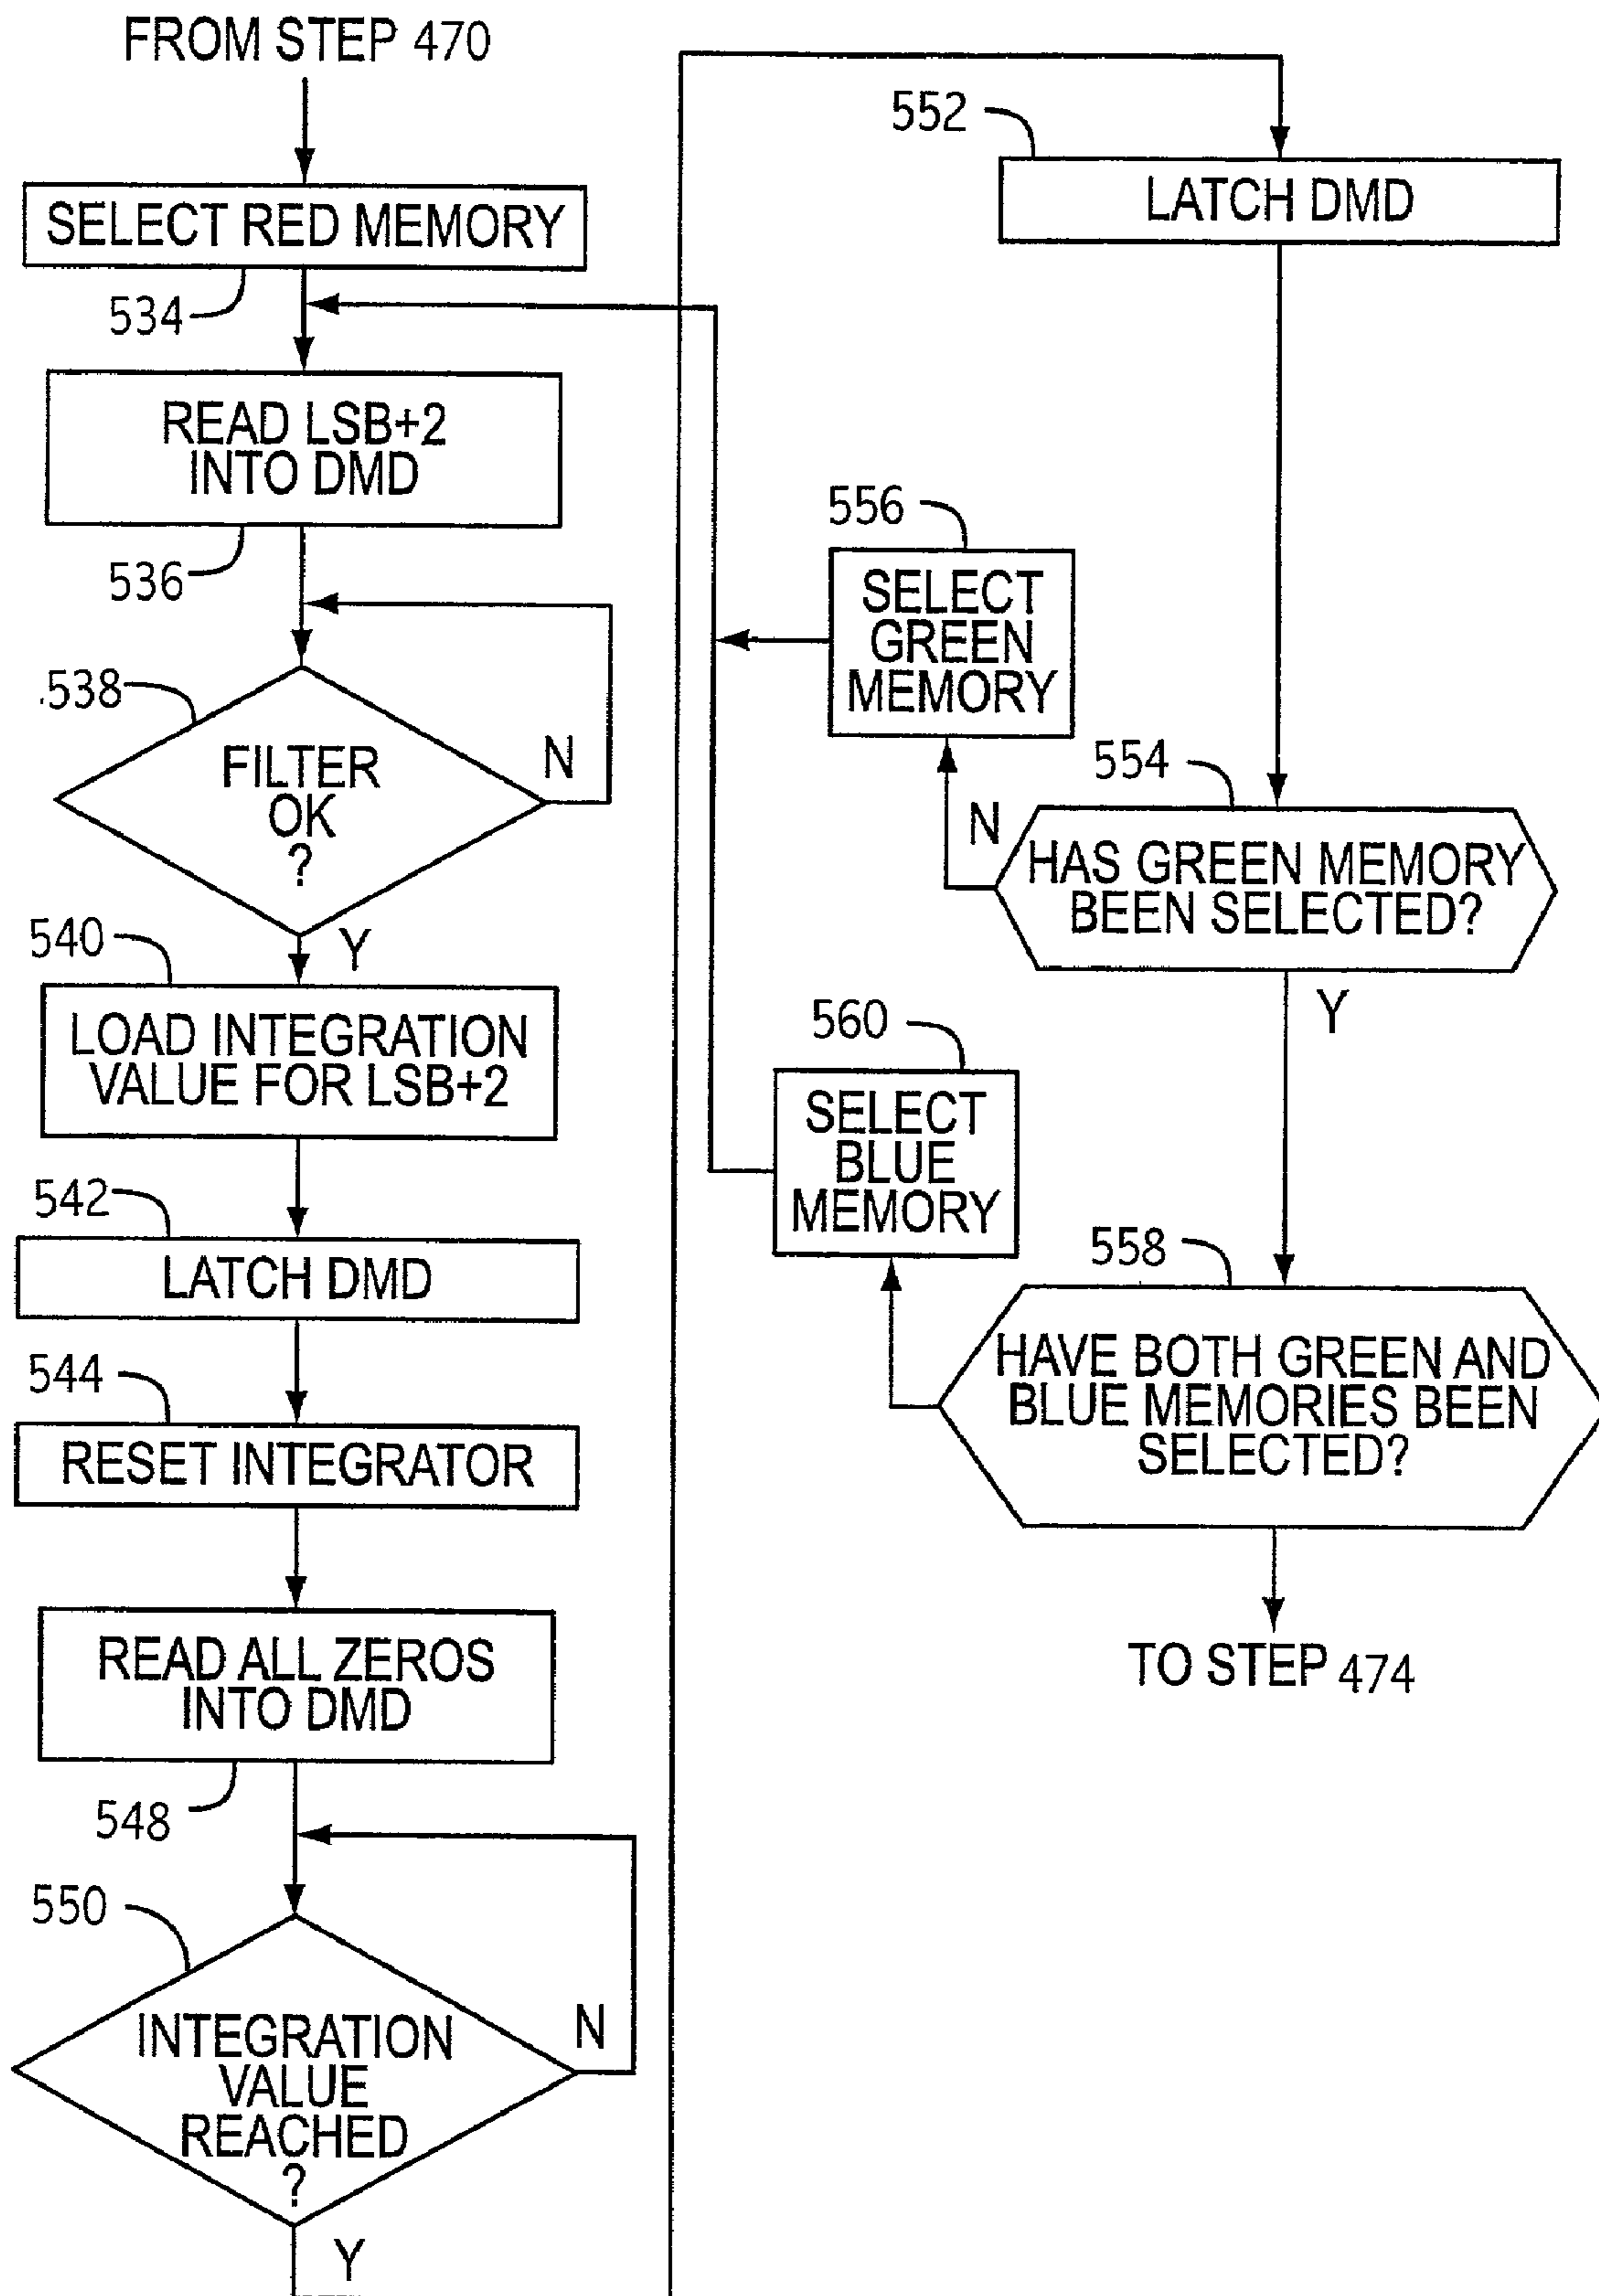 FROM STEP 470
SELECT RED MEMORY
534
READ LSB+2
INTO DMD
536
538
FILTER
OK
?
N
Y
540
LOAD INTEGRATION
VALUE FOR LSB+2
542
LATCH DMD
544
RESET INTEGRATOR
READ ALL ZEROS
INTO DMD
548
550
INTEGRATION
VALUE
REACHED
?
N
Y
552
LATCH DMD
556
SELECT
GREEN
MEMORY
554
N
HAS GREEN MEMORY
BEEN SELECTED?
Y
560
SELECT
BLUE
MEMORY
558
HAVE BOTH GREEN AND
BLUE MEMORIES BEEN
SELECTED?
TO STEP 474